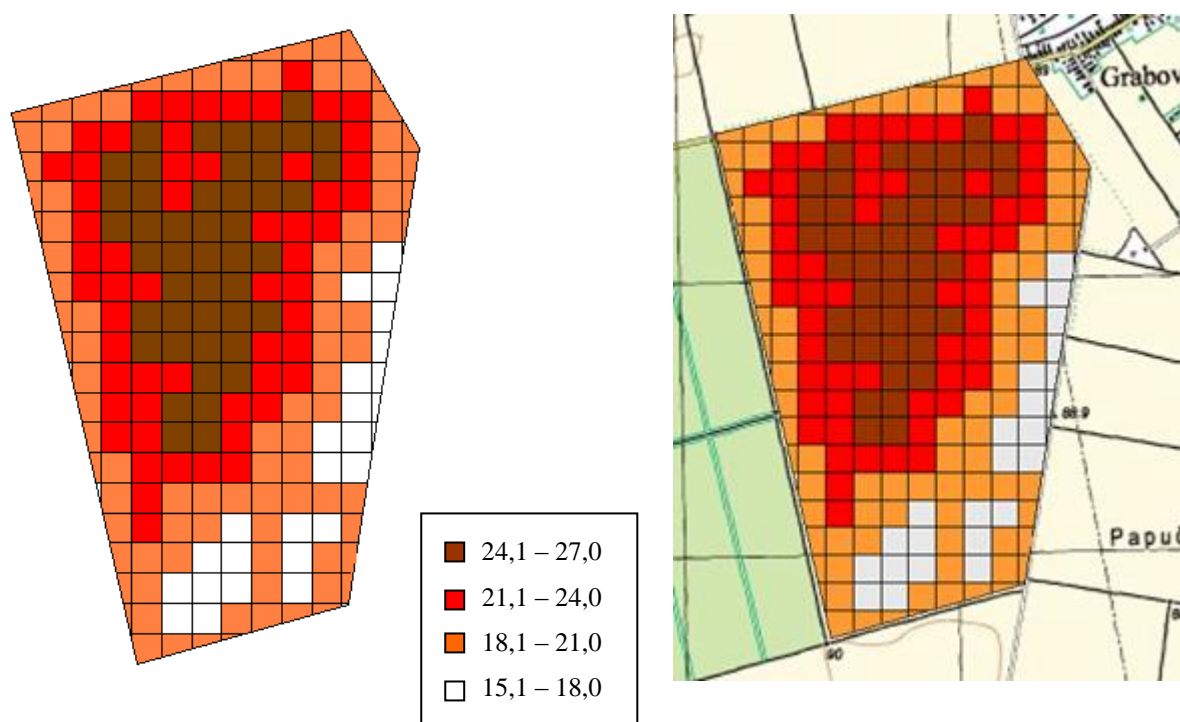 24,1 – 27,0
21,1 – 24,0
18,1 – 21,0
15,1 – 18,0
89
Grabov
88.9
Papuč
90